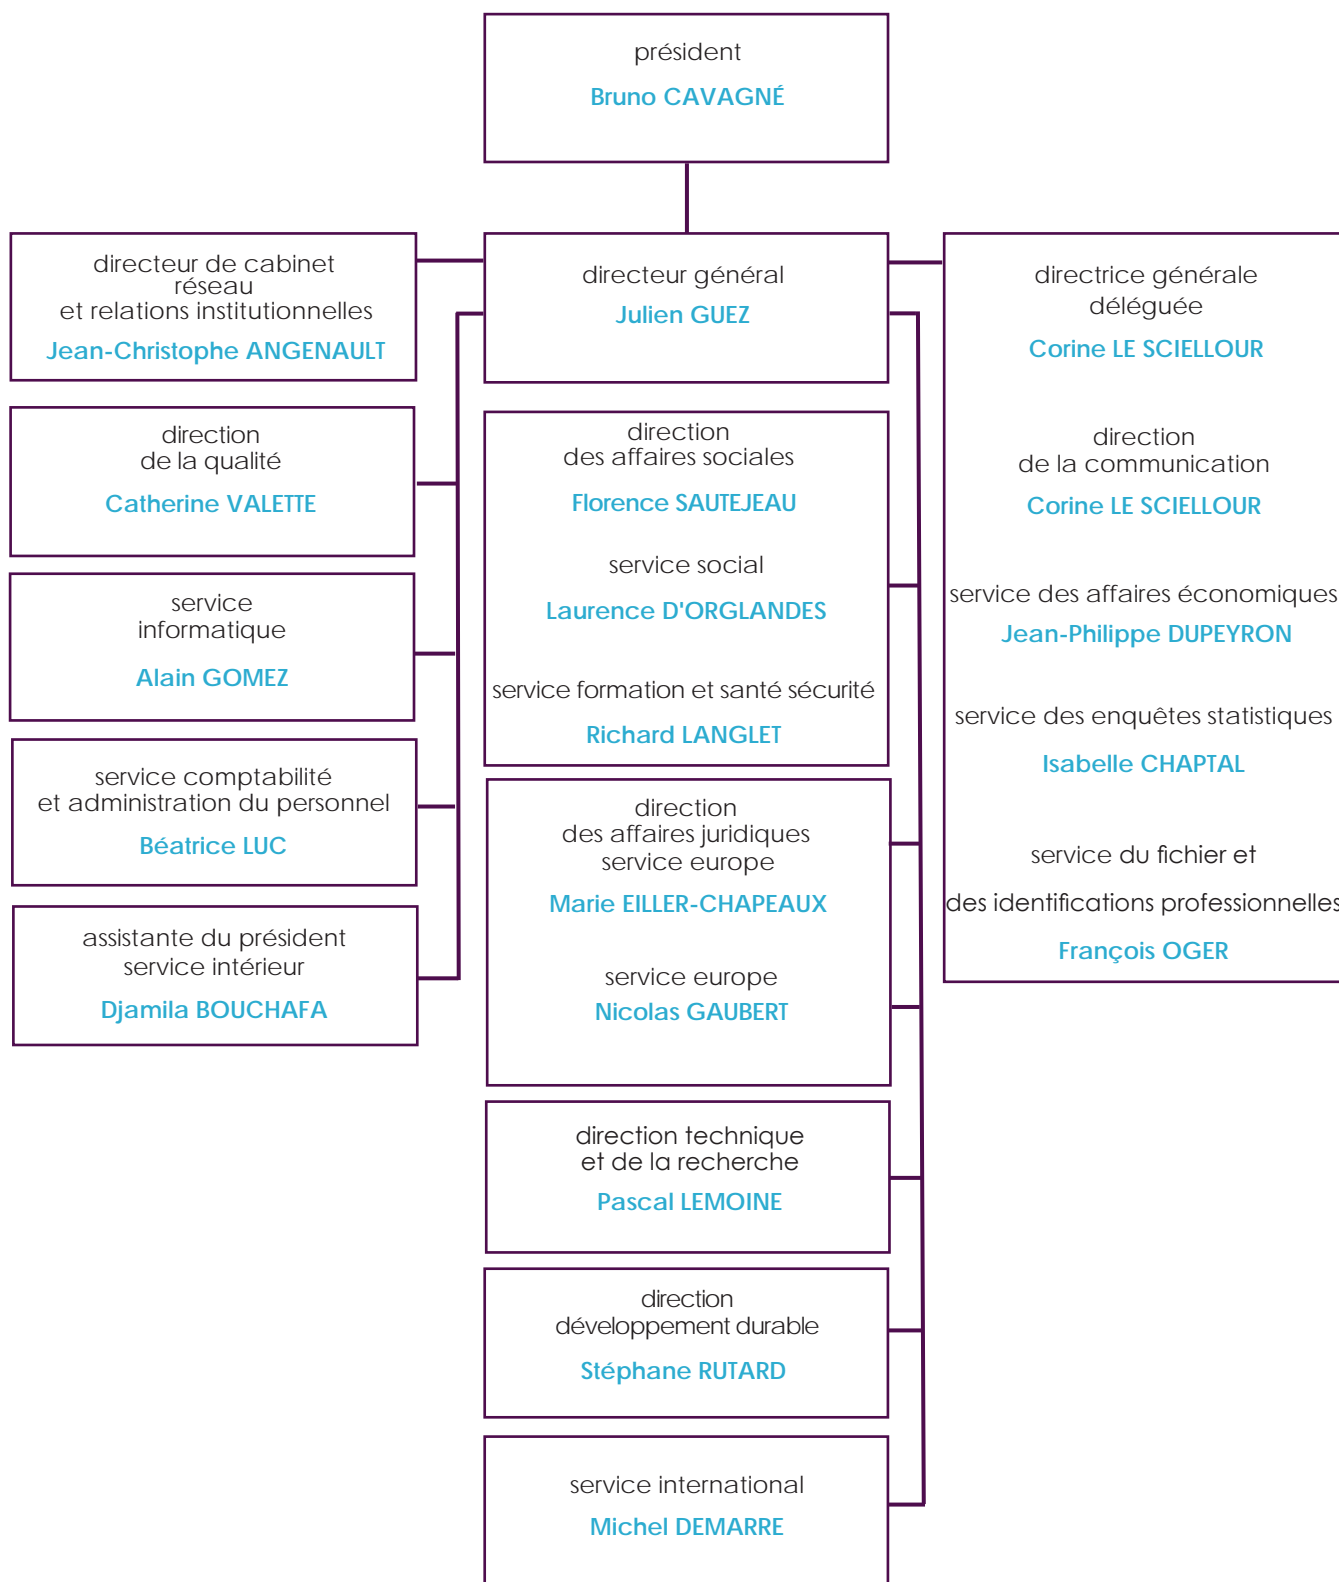 président
Bruno CAVAGNÉ
directeur de cabinet
réseau
et relations institutionnelles
Jean-Christophe ANGENAULT
directeur général
Julien GUEZ
directrice générale
déléguée
Corine LE SCIELLOUR
direction
de la communication
Corine LE SCIELLOUR
service des affaires économiques
Jean-Philippe DUPEYRON
service des enquêtes statistiques
Isabelle CHAPTAL
service du fichier et
des identifications professionnelles
François OGER
direction
de la qualité
Catherine VALETTE
service
informatique
Alain GOMEZ
service comptabilité
et administration du personnel
Béatrice LUC
assistante du président
service intérieur
Djamila BOUCHAFA
direction
des affaires sociales
Florence SAUTEJEAU
service social
Laurence D'ORGLANDES
service formation et santé sécurité
Richard LANGLET
direction
des affaires juridiques
service europe
Marie EILLER-CHAPEAUX
service europe
Nicolas GAUBERT
direction technique
et de la recherche
Pascal LEMOINE
direction
développement durable
Stéphane RUTARD
service international
Michel DEMARRE